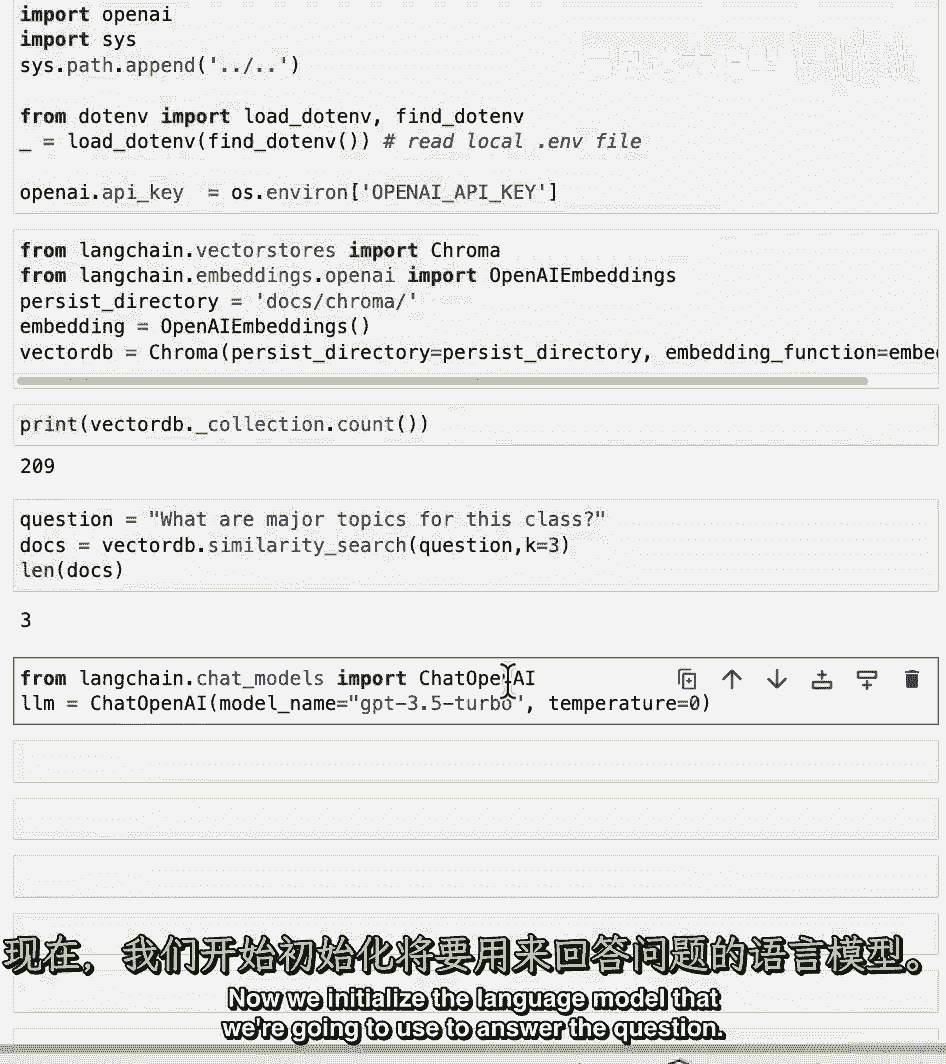 import openai
import sys
sys.path.append('../..')
from dotenv import load_dotenv, find_dotenv
_ = load_dotenv(find_dotenv()) # read local .env file
openai.api_key  = os.environ['OPENAI_API_KEY']
from langchain.vectorstores import Chroma
from langchain.embeddings.openai import OpenAIEmbeddings
persist_directory = 'docs/chroma/'
embedding = OpenAIEmbeddings()
vectordb = Chroma(persist_directory=persist_directory, embedding_function=embe
print(vectordb._collection.count())
209
question = "What are major topics for this class?"
docs = vectordb.similarity_search(question,k=3)
len(docs)
3
from langchain.chat_models import ChatOpenAI
llm = ChatOpenAI(model_name="gpt-3.5-turbo", temperature=0)
现在，我们开始初始化将要用来回答问题的语言模型。
Now we initialize the language model that
we're going to use to answer the question.